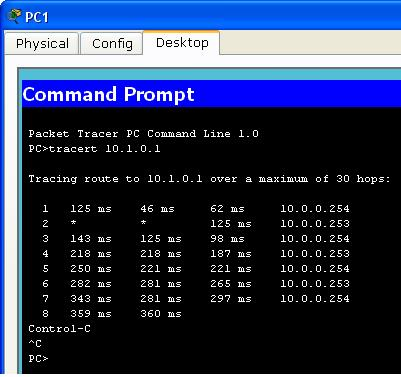 PC1
Physical Config Desktop
Command Prompt
Packet Tracer PC Command Line 1.0
PC>tracert 10.1.0.1
Tracing route to 10.1.0.1 over a maximum of 30 hops:
1 125 ms 46 ms 62 ms 10.0.0.254
2 * * 125 ms 10.0.0.253
3 143 ms 125 ms 98 ms 10.0.0.254
4 218 ms 218 ms 187 ms 10.0.0.253
5 250 ms 221 ms 221 ms 10.0.0.254
6 282 ms 281 ms 265 ms 10.0.0.253
7 343 ms 281 ms 297 ms 10.0.0.254
8 359 ms 360 ms
Control-C
^C
PC>